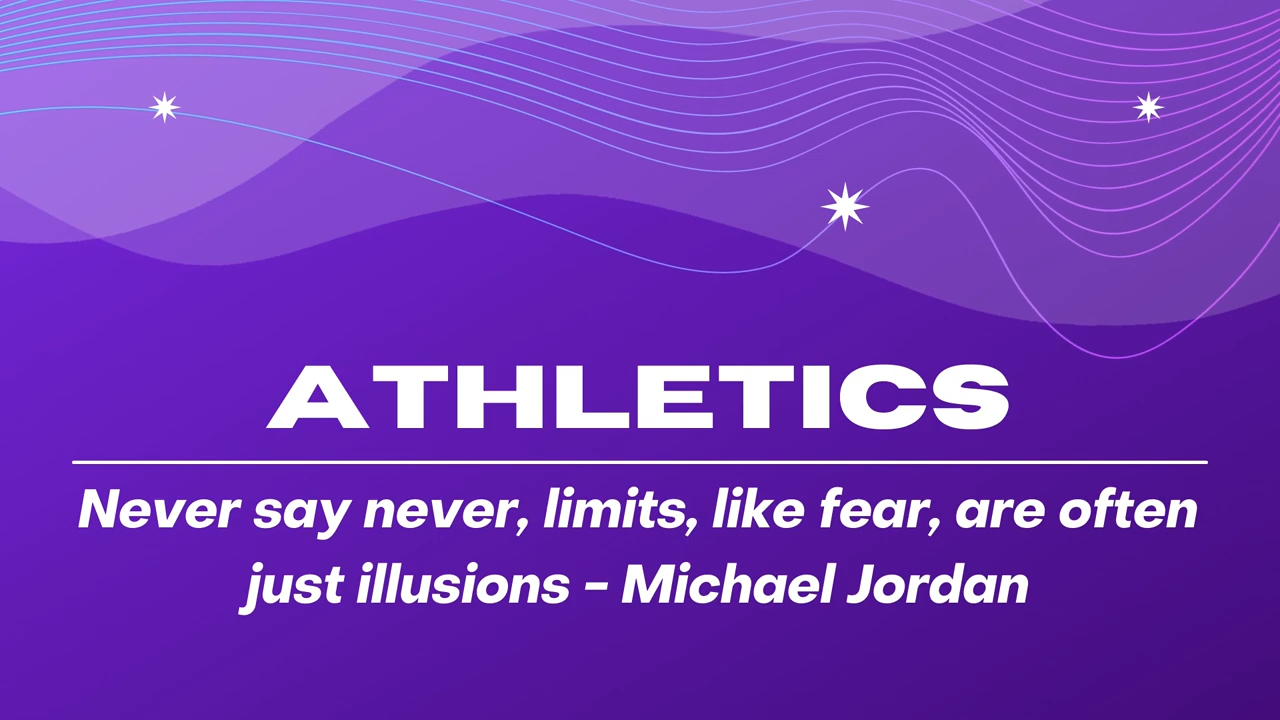 ATHLETICS
Never say never, limits, like fear, are often
just illusions - Michael Jordan